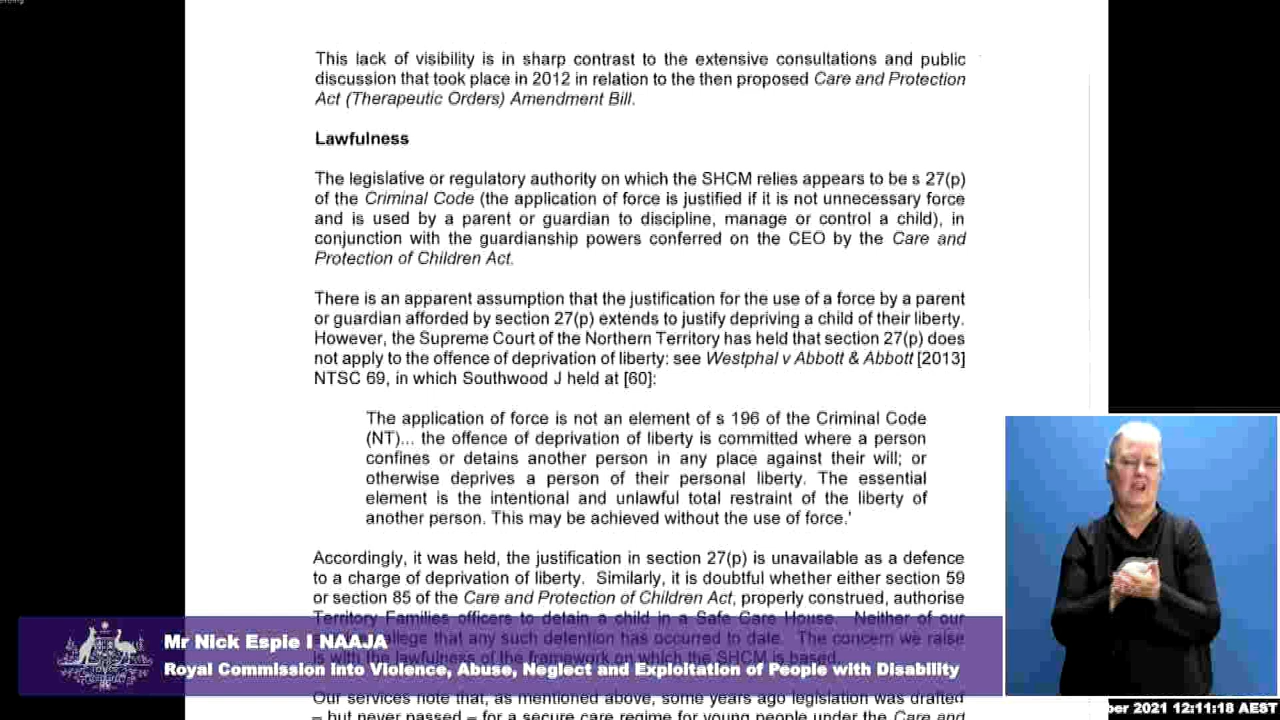 This lack of visibility is in sharp contrast to the extensive consultations and public
discussion that took place in 2012 in relation to the then proposed Care and Protection
Act (Therapeutic Orders) Amendment Bill.
Lawfulness
The legislative or regulatory authority on which the SHCM relies appears to be s 27(p)
of the Criminal Code (the application of force is justified if it is not unnecessary force
and is used by a parent or guardian to discipline, manage or control a child), in
conjunction with the guardianship powers conferred on the CEO by the Care and
Protection of Children Act.
There is an apparent assumption that the justification for the use of a force by a parent
or guardian afforded by section 27(p) extends to justify depriving a child of their liberty.
However, the Supreme Court of the Northern Territory has held that section 27(p) does
not apply to the offence of deprivation of liberty: see Westphal v Abbott & Abbott [2013]
NTSC 69, in which Southwood J held at [60]:
The application of force is not an element of s 196 of the Criminal Code
(NT)... the offence of deprivation of liberty is committed where a person
confines or detains another person in any place against their will; or
otherwise deprives a person of their personal liberty. The essential
element is the intentional and unlawful total restraint of the liberty of
another person. This may be achieved without the use of force.'
Accordingly, it was held, the justification in section 27(p) is unavailable as a defence
to a charge of deprivation of liberty. Similarly, it is doubtful whether either section 59
or section 85 of the Care and Protection of Children Act, properly construed, authorise
Territory Families officers to detain a child in a Safe Care House. Neither of our
allege that any such detention has occurred to date. The concern we raise
is with the lawfulness of the framework on which the SHCM is based.
Our services note that, as mentioned above, some years ago legislation was drafted
– but never passed – for a secure care regime for young people under the Care and
Mr Nick Espie I NAAJA
Royal Commission into Violence, Abuse, Neglect and Exploitation of People with Disability
ber 2021 12:11:18 AEST